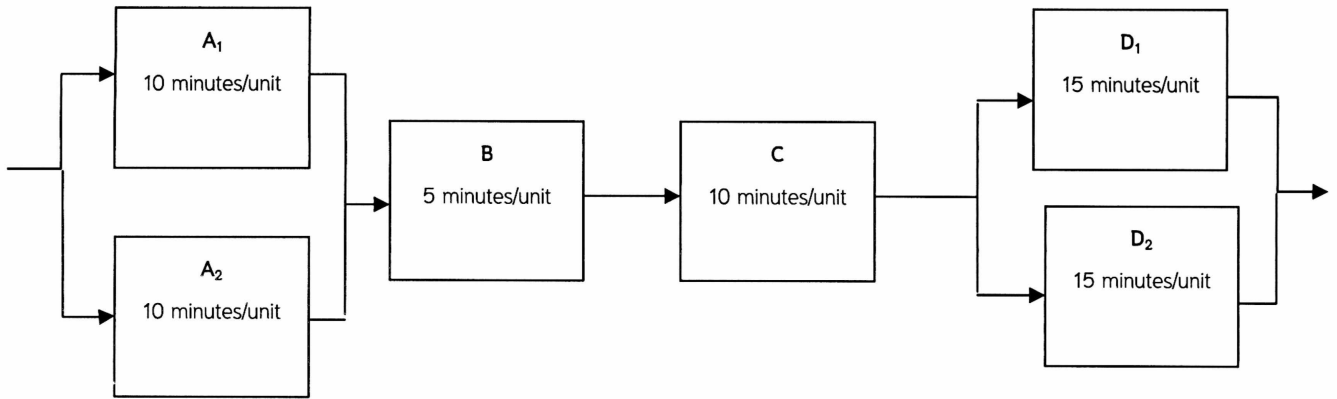 A₁
10 minutes/unit
A₂
10 minutes/unit
B
5 minutes/unit
C
10 minutes/unit
D₁
15 minutes/unit
D₂
15 minutes/unit